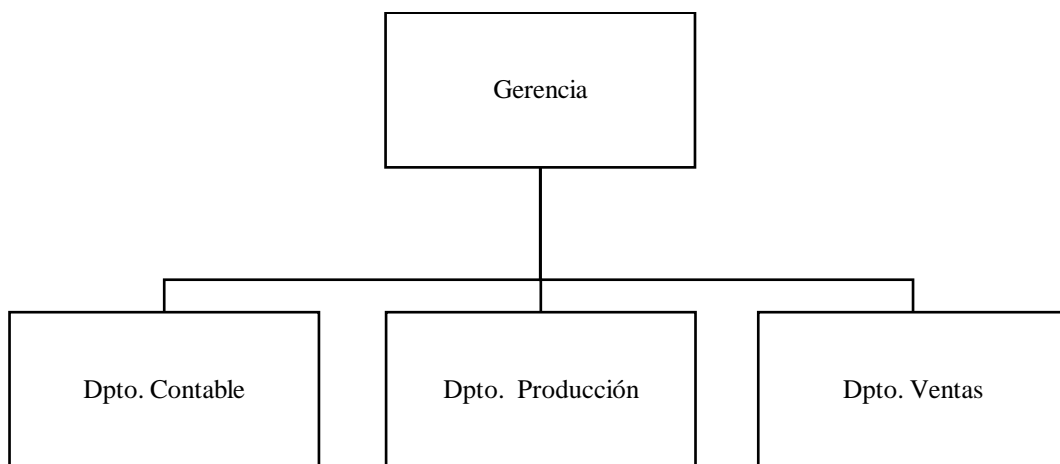 Gerencia
Dpto. Contable
Dpto.  Producción
Dpto. Ventas